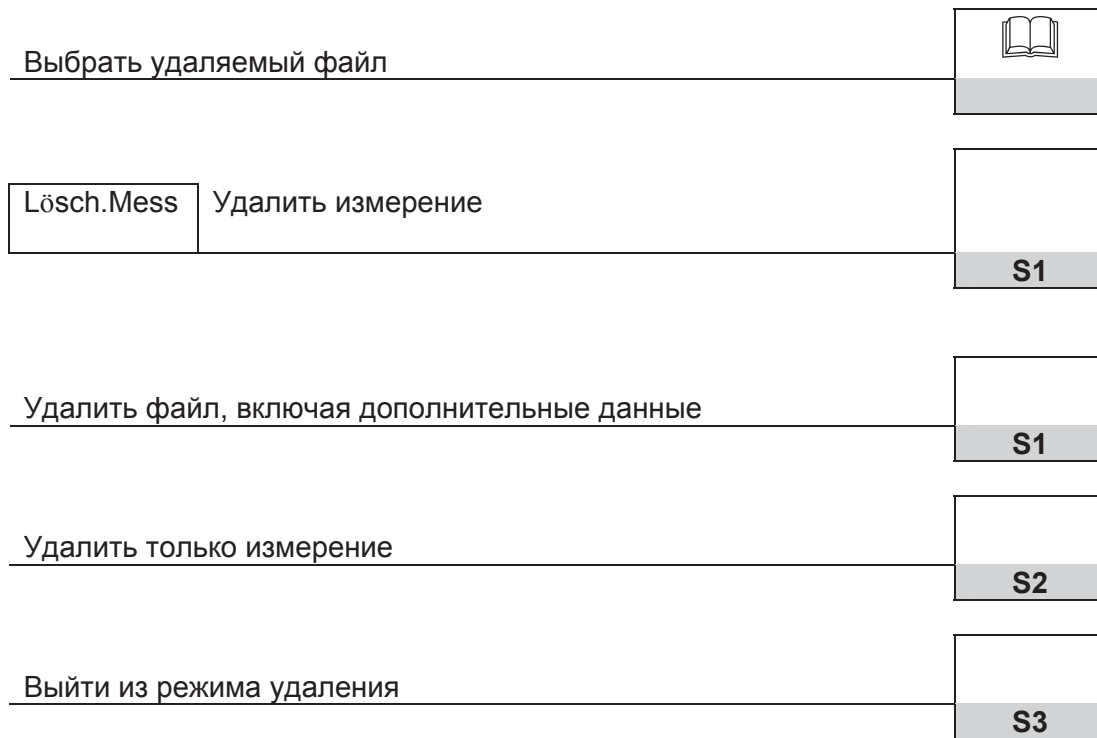 Выбрать удаляемый файл
Lösch.Mess Удалить измерение
S1
Удалить файл, включая дополнительные данные
S1
Удалить только измерение
S2
Выйти из режима удаления
S3